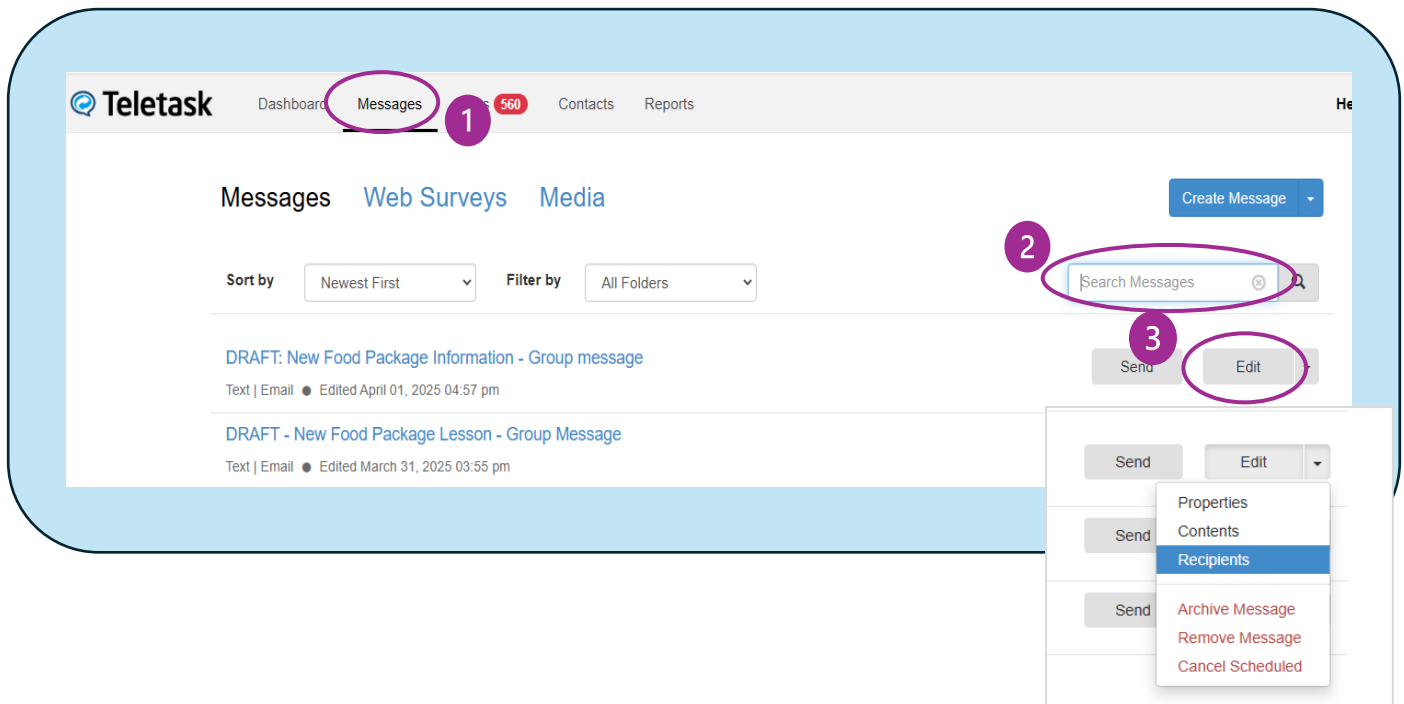 Teletask Dashboard Messages 560 Contacts Reports
1
Messages Web Surveys Media Create Message
2
Sort by Newest First Filter by All Folders Search Messages
3
DRAFT: New Food Package Information - Group message Send Edit
Text | Email ● Edited April 01, 2025 04:57 pm
DRAFT - New Food Package Lesson - Group Message
Text | Email ● Edited March 31, 2025 03:55 pm
Send Edit
Properties
Send Contents
Recipients
Send Archive Message
Remove Message
Cancel Scheduled